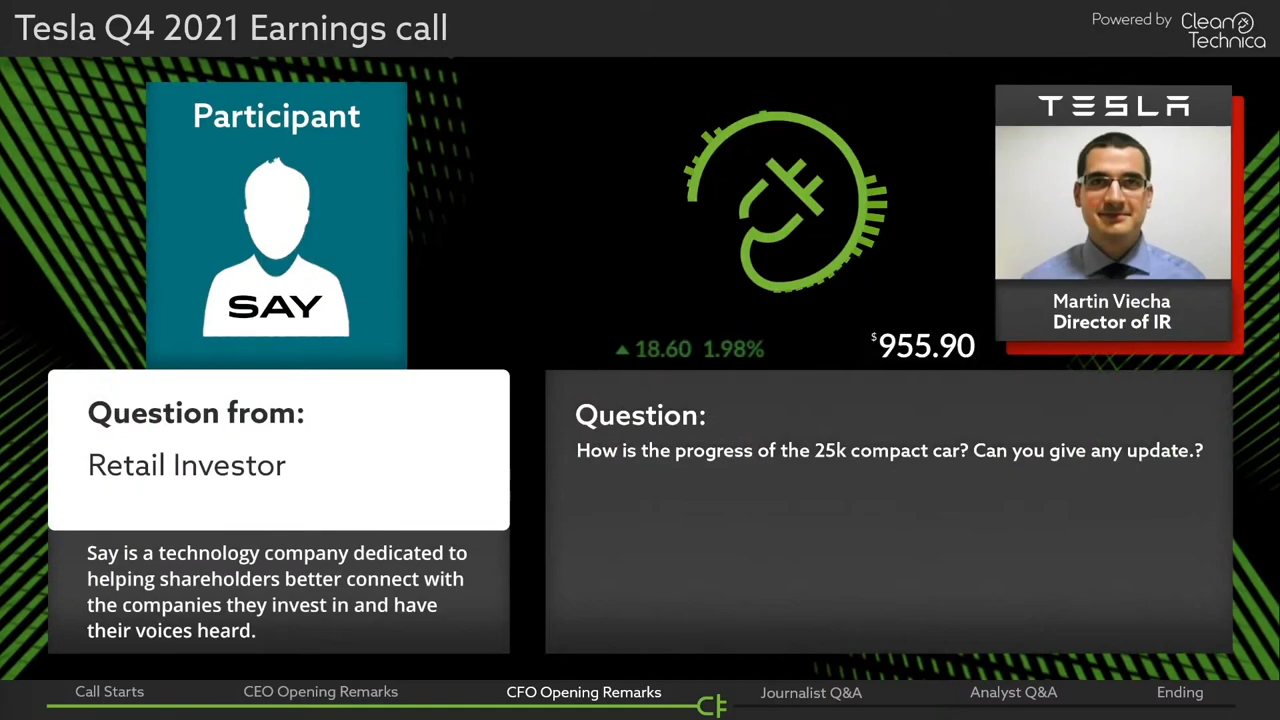 Tesla Q4 2021 Earnings call
Powered by
Clean
Technica
Participant
SAY
TESLA
Martin Viecha
Director of IR
▲ 18.60 1.98%
$955.90
Question from:
Retail Investor
Say is a technology company dedicated to
helping shareholders better connect with
the companies they invest in and have
their voices heard.
Question:
How is the progress of the 25k compact car? Can you give any update.?
Call Starts
CEO Opening Remarks
CFO Opening Remarks
Journalist Q&A
Analyst Q&A
Ending